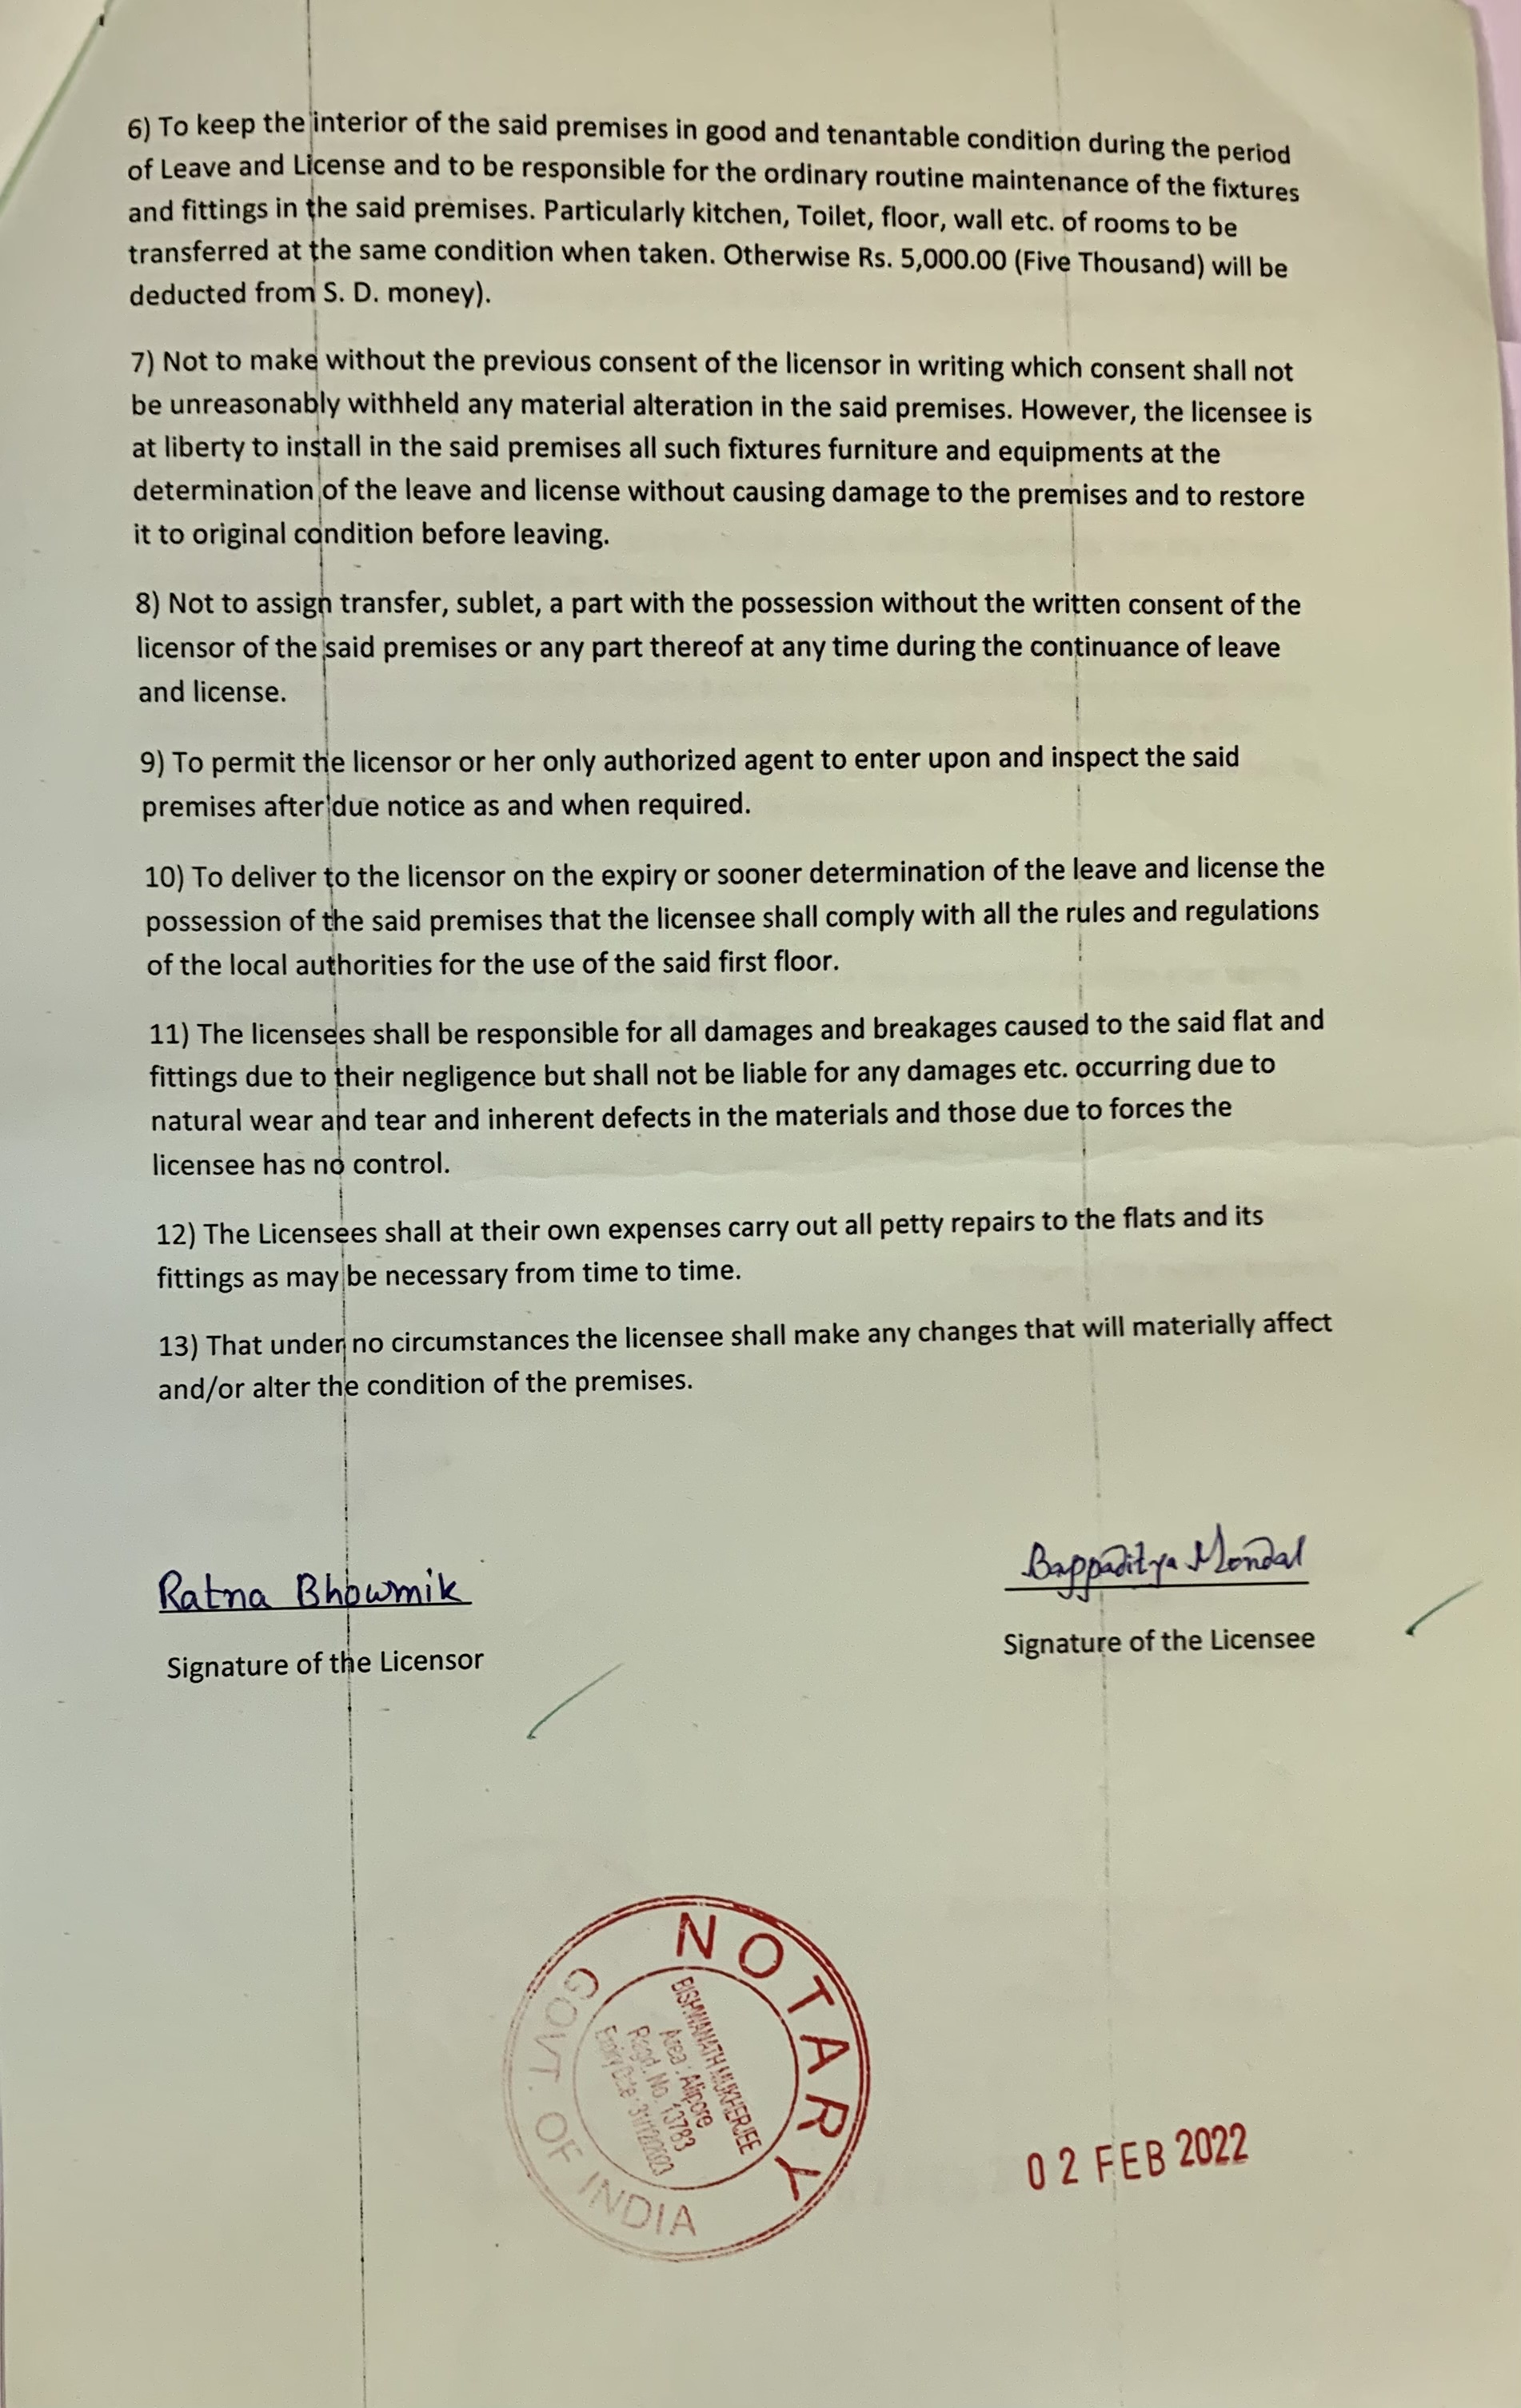 6) To keep the interior of the said premises in good and tenantable condition during the period
of Leave and License and to be responsible for the ordinary routine maintenance of the fixtures
and fittings in the said premises. Particularly kitchen, Toilet, floor, wall etc. of rooms to be
transferred at the same condition when taken. Otherwise Rs. 5,000.00 (Five Thousand) will be
deducted from S. D. money).
7) Not to make without the previous consent of the licensor in writing which consent shall not
be unreasonably withheld any material alteration in the said premises. However, the licensee is
at liberty to install in the said premises all such fixtures furniture and equipments at the
determination of the leave and license without causing damage to the premises and to restore
it to original condition before leaving.
8) Not to assign transfer, sublet, a part with the possession without the written consent of the
licensor of the said premises or any part thereof at any time during the continuance of leave
and license.
9) To permit the licensor or her only authorized agent to enter upon and inspect the said
premises after due notice as and when required.
10) To deliver to the licensor on the expiry or sooner determination of the leave and license the
possession of the said premises that the licensee shall comply with all the rules and regulations
of the local authorities for the use of the said first floor.
11) The licensees shall be responsible for all damages and breakages caused to the said flat and
fittings due to their negligence but shall not be liable for any damages etc. occurring due to
natural wear and tear and inherent defects in the materials and those due to forces the
licensee has no control.
12) The Licensees shall at their own expenses carry out all petty repairs to the flats and its
fittings as may be necessary from time to time.
13) That under no circumstances the licensee shall make any changes that will materially affect
and/or alter the condition of the premises.
Ratna Bhowmik
Signature of the Licensor
Bappaditya Mondal
Signature of the Licensee
NOTARY
GOVT. OF INDIA
BISHWANATH MUKHERJEE
Area : Alipore
Regd. No. 13783
Expiry Date : 31/12/2023
02 FEB 2022